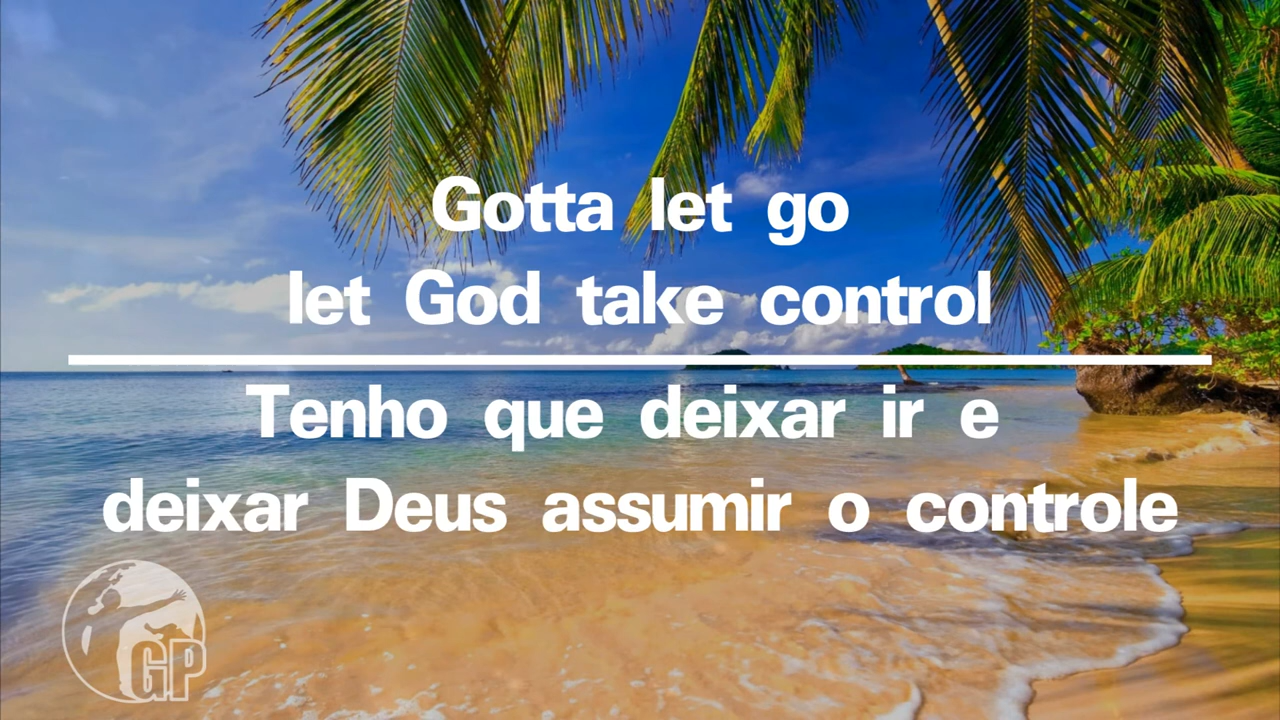 Gotta let go
let God take control
Tenho que deixar ir e
deixar Deus assumir o controle
GP